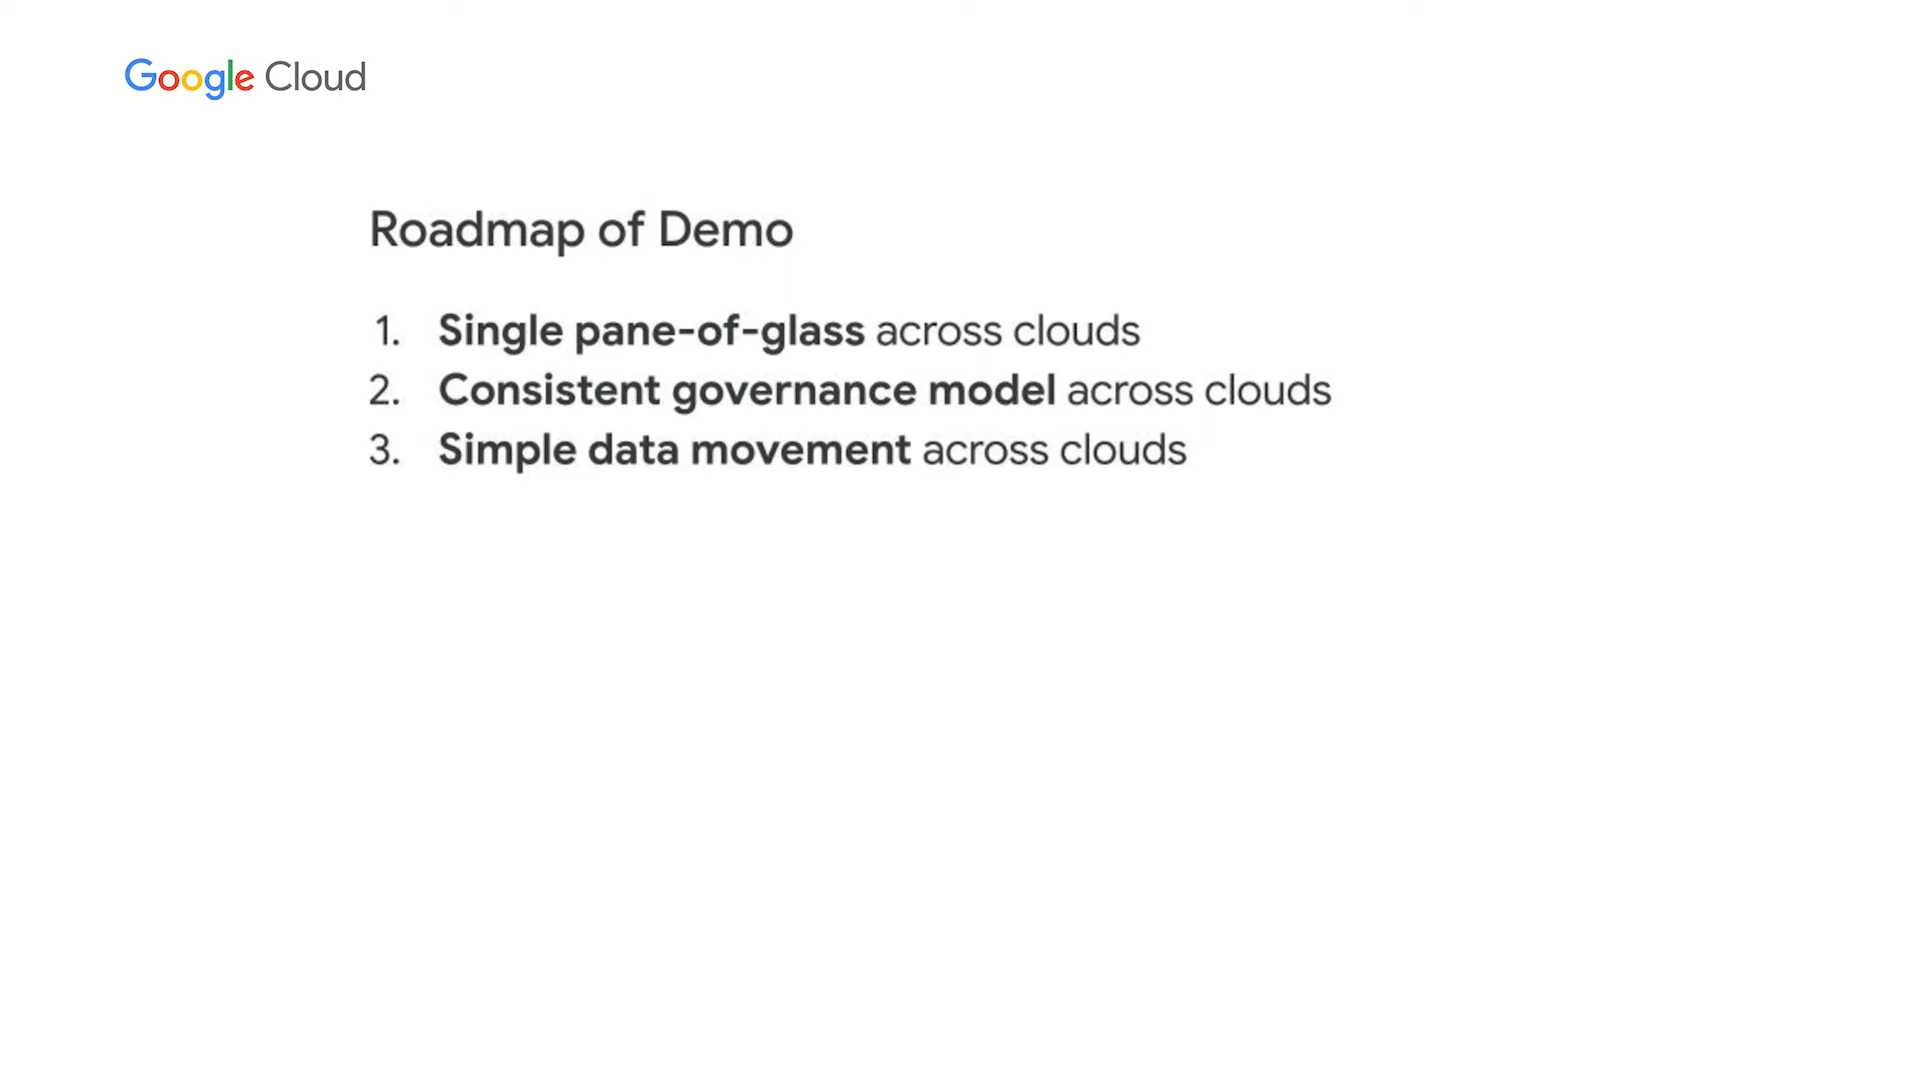 Google Cloud
Roadmap of Demo
1. Single pane-of-glass across clouds
2. Consistent governance model across clouds
3. Simple data movement across clouds